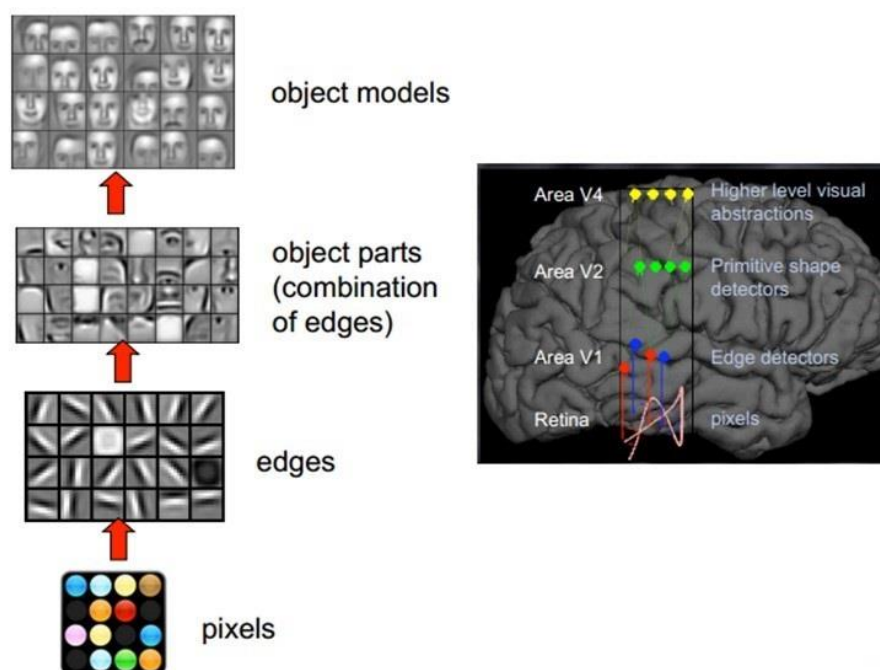 object models
object parts
(combination
of edges)
edges
pixels
Area V4
Higher level visual
abstractions
Area V2
Primitive shape
detectors
Area V1
Edge detectors
Retina
pixels